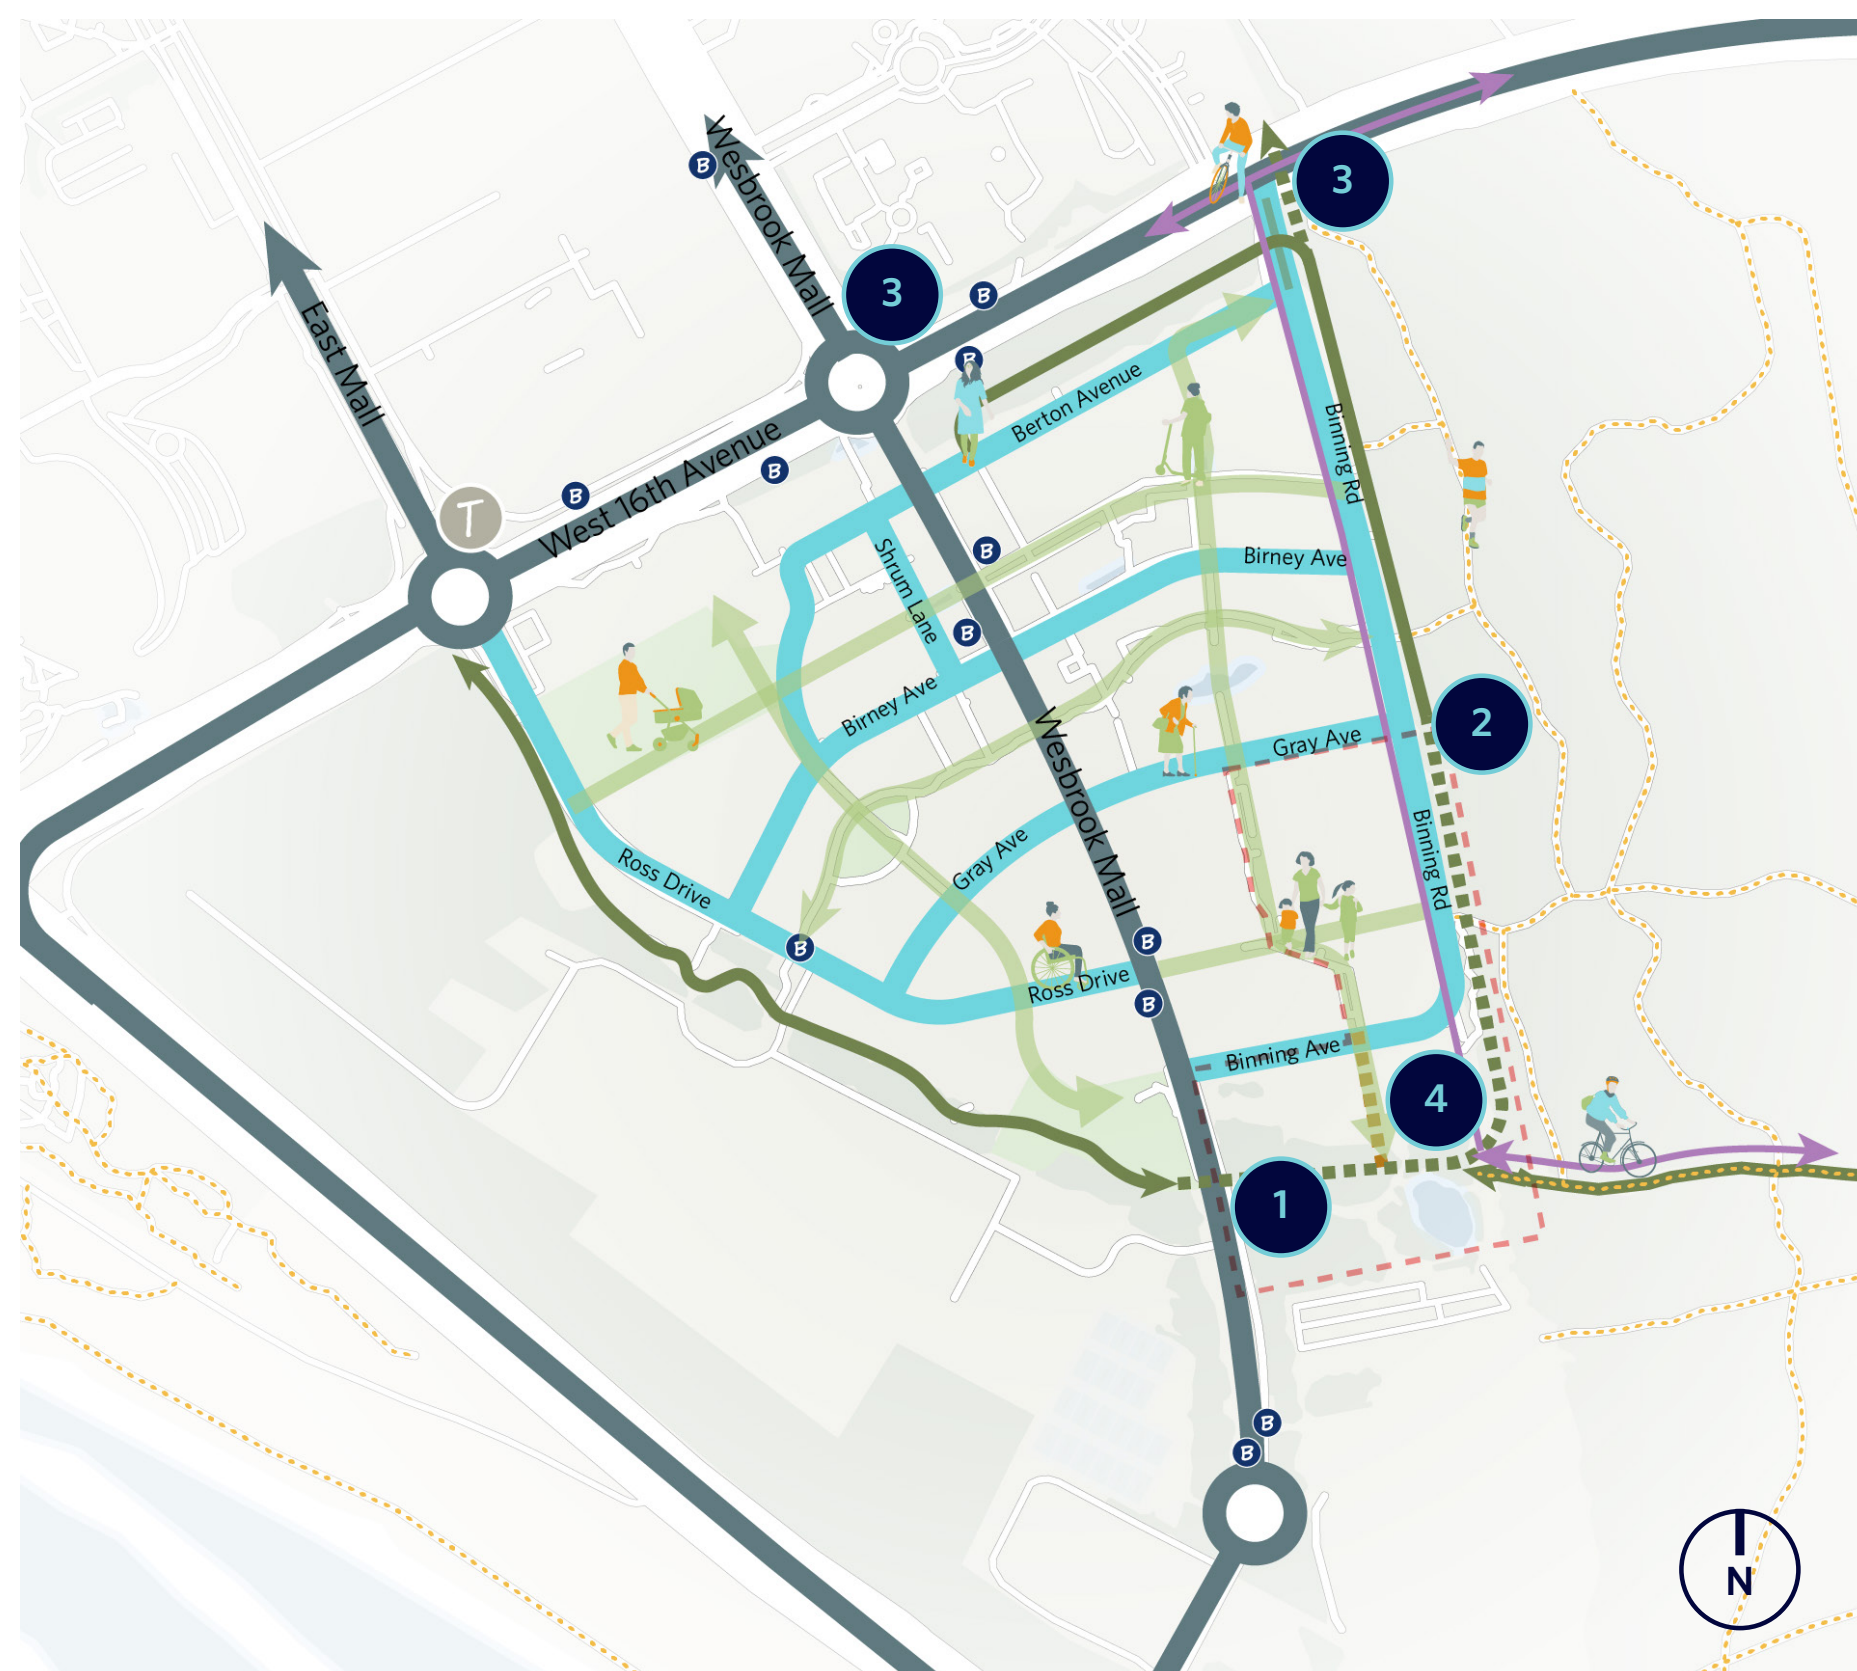 Wesbrook Mall
B
3
3
B
East Mall
B
Berton Avenue
Binning Rd
West 16th Avenue
B
B
T
Shrum Lane
B
Birney Ave
B
Birney Ave
2
Wesbrook Mall
Gray Ave
Gray Ave
Ross Drive
Binning Rd
B
B
Ross Drive
B
Binning Ave
4
1
B
B
N